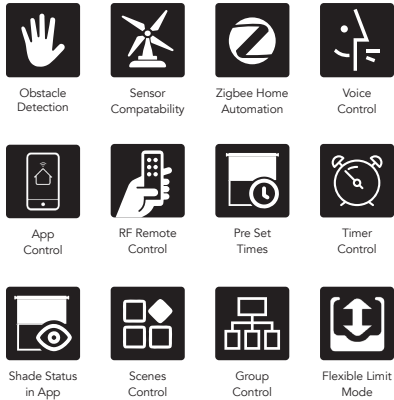 Obstacle
Detection
Sensor
Compatability
Zigbee Home
Automation
Voice
Control
App
Control
RF Remote
Control
Pre Set
Times
Timer
Control
Shade Status
in App
Scenes
Control
Group
Control
Flexible Limit
Mode